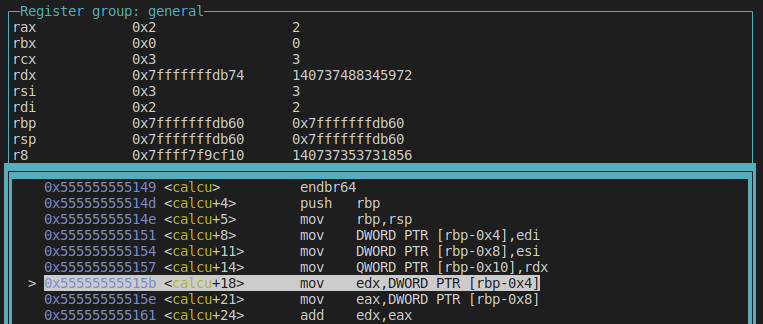 Register group: general
rax 0x2 2
rbx 0x0 0
rcx 0x3 3
rdx 0x7fffffffdb74 140737488345972
rsi 0x3 3
rdi 0x2 2
rbp 0x7fffffffdb60 0x7fffffffdb60
rsp 0x7fffffffdb60 0x7fffffffdb60
r8 0x7ffff7f9cf10 140737353731856
0x555555555149 <calcu> endbr64
0x55555555514d <calcu+4> push rbp
0x55555555514e <calcu+5> mov rbp,rsp
0x555555555151 <calcu+8> mov DWORD PTR [rbp-0x4],edi
0x555555555154 <calcu+11> mov DWORD PTR [rbp-0x8],esi
0x555555555157 <calcu+14> mov QWORD PTR [rbp-0x10],rdx
> 0x55555555515b <calcu+18> mov edx,DWORD PTR [rbp-0x4]
0x55555555515e <calcu+21> mov eax,DWORD PTR [rbp-0x8]
0x555555555161 <calcu+24> add edx,eax